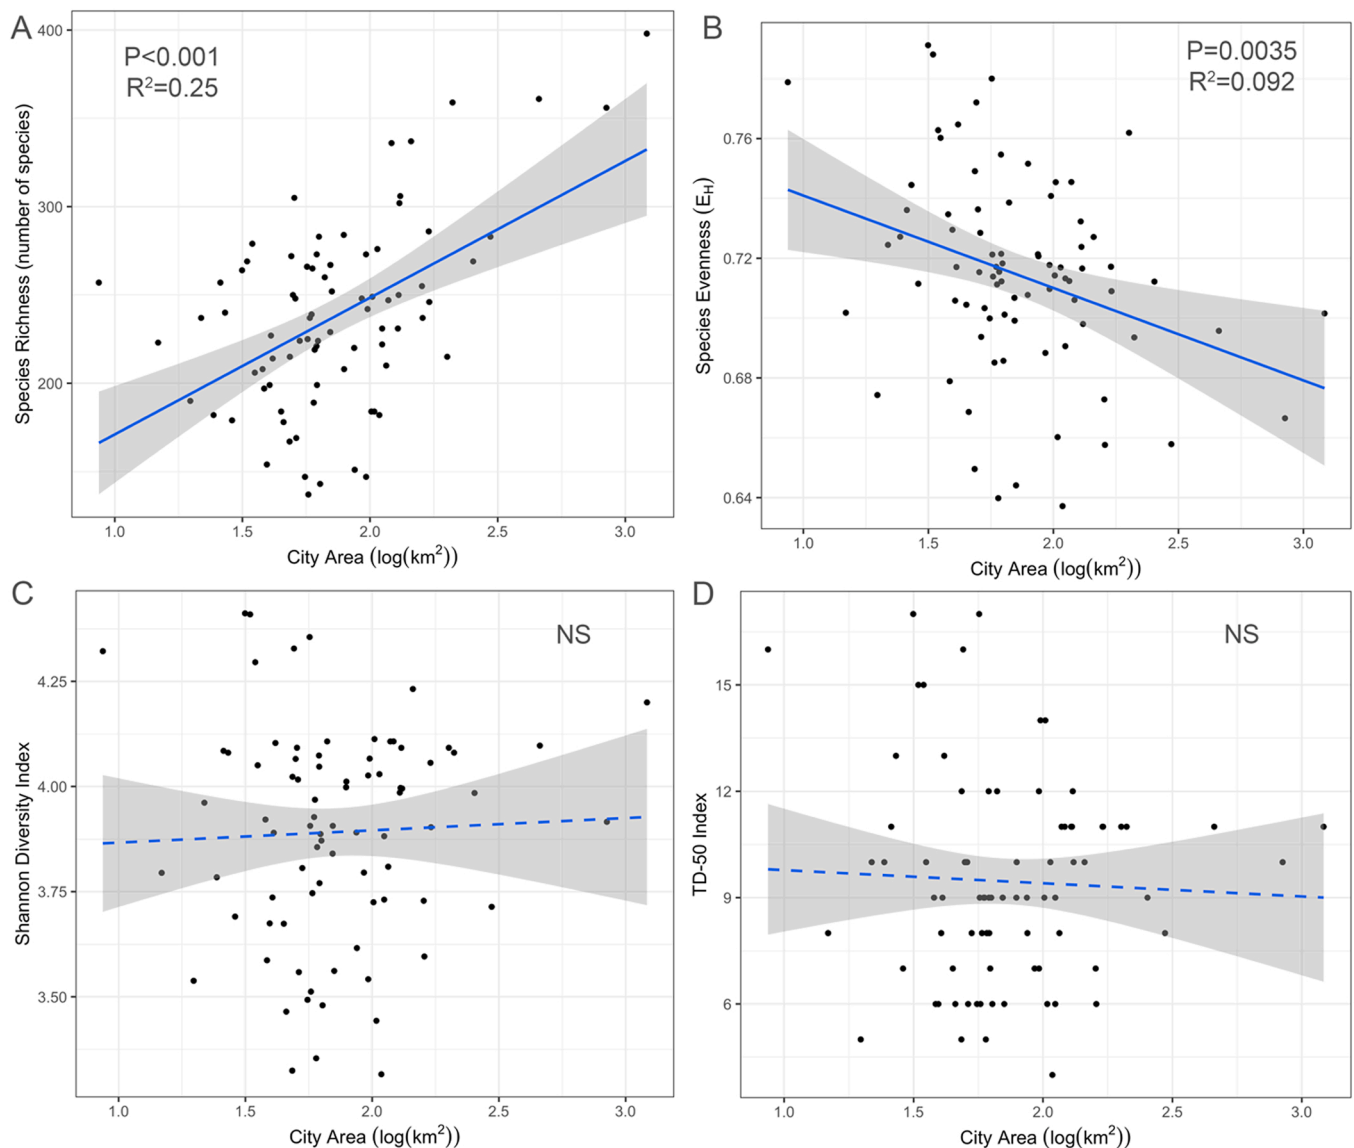 A
P<0.001
R²=0.25
Species Richness (number of species)
400
300
200
1.0 1.5 2.0 2.5 3.0
City Area (log(km²))
B
P=0.0035
R²=0.092
Species Evenness (E_H)
0.76
0.72
0.68
0.64
1.0 1.5 2.0 2.5 3.0
City Area (log(km²))
C
NS
Shannon Diversity Index
4.25
4.00
3.75
3.50
1.0 1.5 2.0 2.5 3.0
City Area (log(km²))
D
NS
TD-50 Index
15
12
9
6
1.0 1.5 2.0 2.5 3.0
City Area (log(km²))